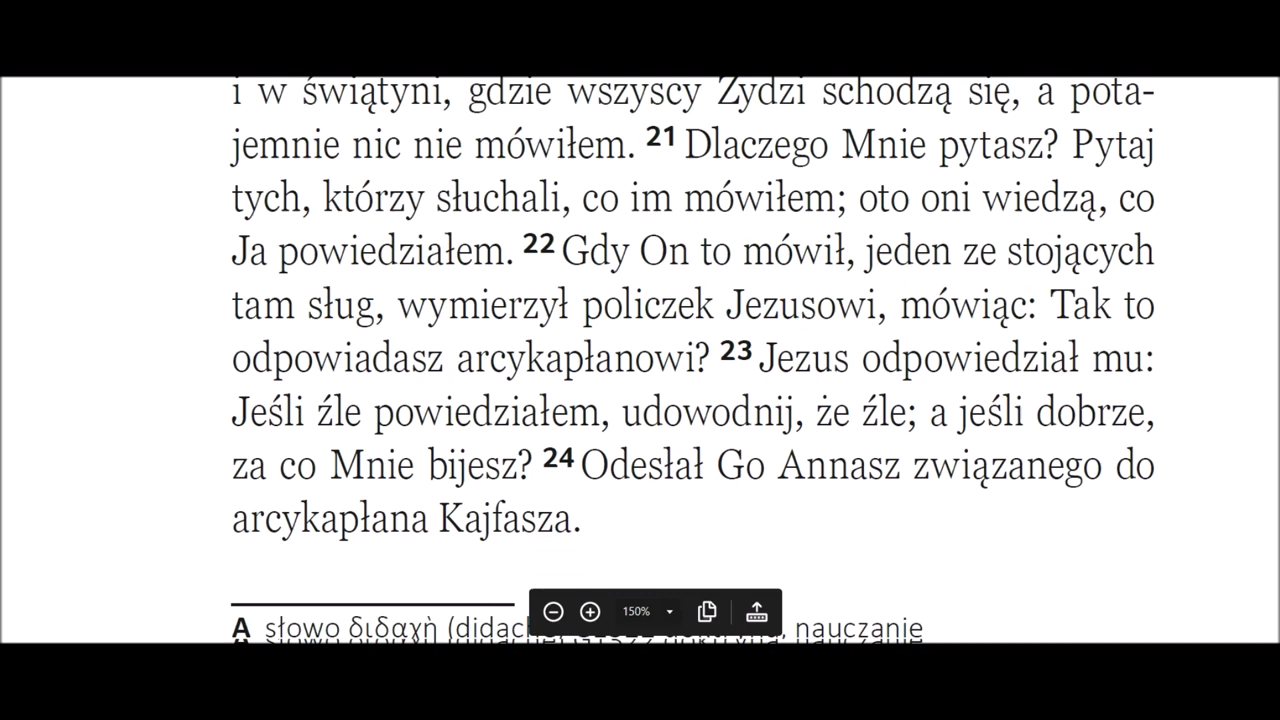 i w świątyni, gdzie wszyscy Żydzi schodzą się, a pota-
jemnie nic nie mówiłem. 21 Dlaczego Mnie pytasz? Pytaj
tych, którzy słuchali, co im mówiłem; oto oni wiedzą, co
Ja powiedziałem. 22 Gdy On to mówił, jeden ze stojących
tam sług, wymierzył policzek Jezusowi, mówiąc: Tak to
odpowiadasz arcykapłanowi? 23 Jezus odpowiedział mu:
Jeśli źle powiedziałem, udowodnij, że źle; a jeśli dobrze,
za co Mnie bijesz? 24 Odesłał Go Annasz związanego do
arcykapłana Kajfasza.
150%
A słowo διδαχὴ nauczanie